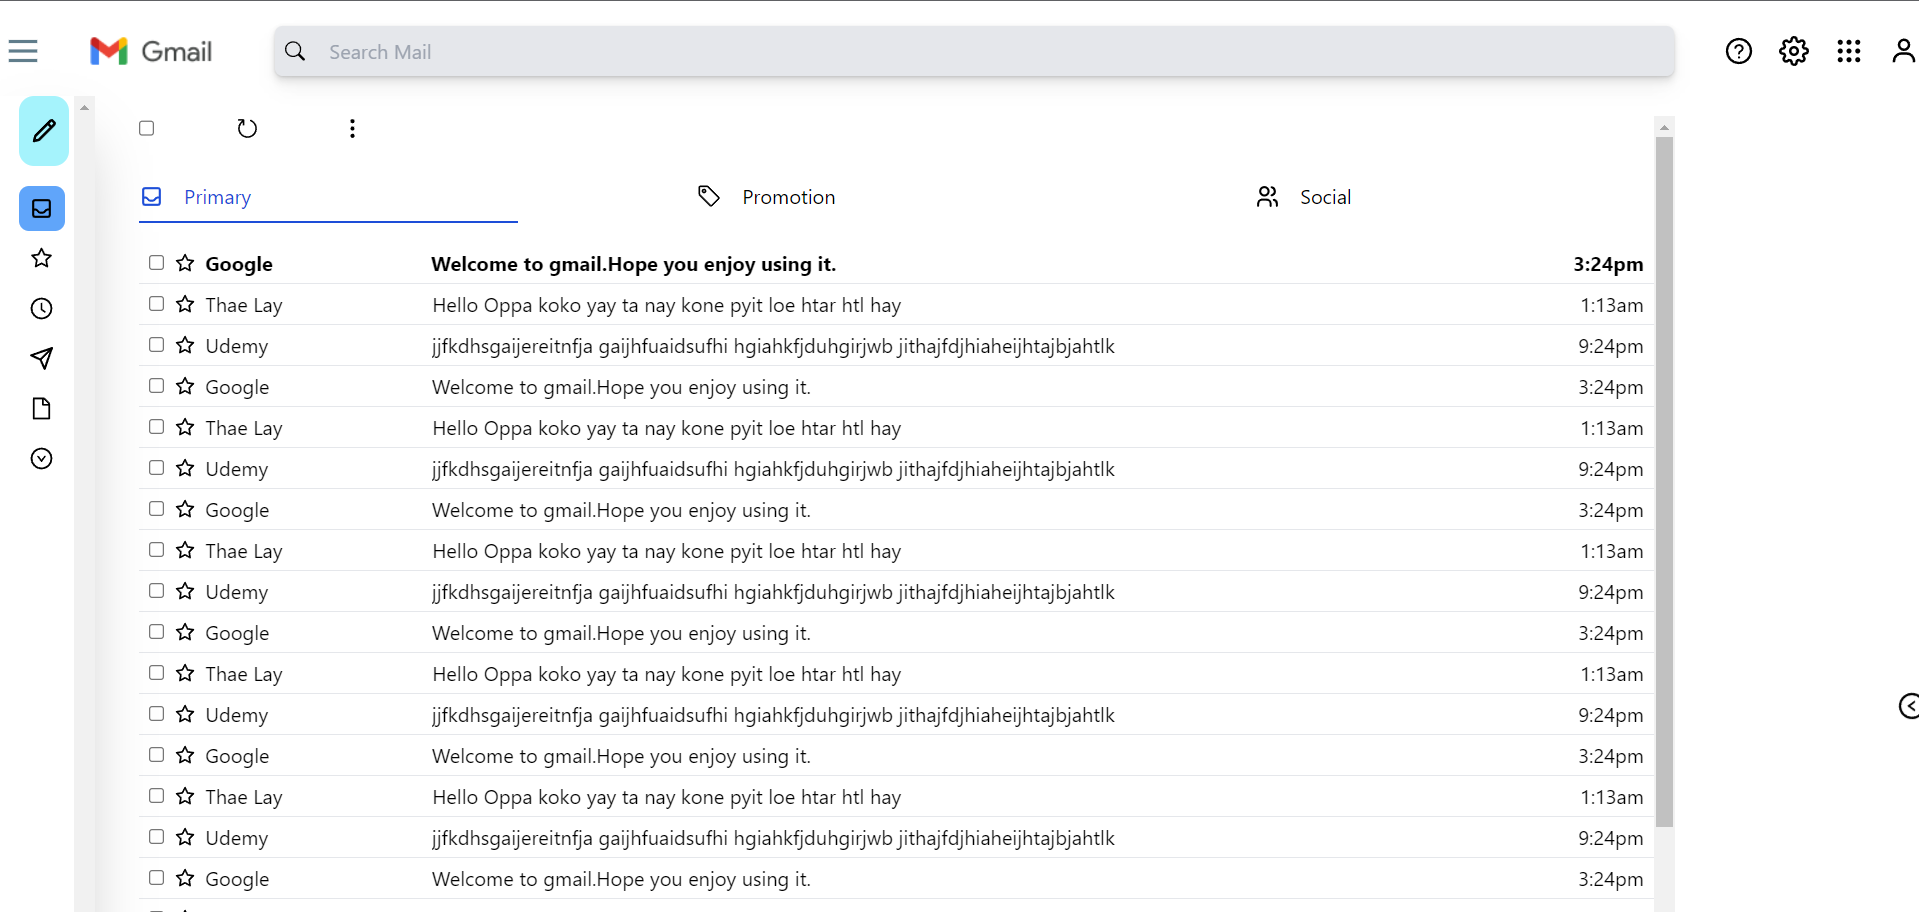 Gmail
Search Mail
Primary Promotion Social
Google Welcome to gmail.Hope you enjoy using it. 3:24pm
Thae Lay Hello Oppa koko yay ta nay kone pyit loe htar htl hay 1:13am
Udemy jjfkdhsgaijereitnfja gaijhfuaidsufhi hgiahkfjduhgirjwb jithajfdjhiaheijhtajbjahtlk 9:24pm
Google Welcome to gmail.Hope you enjoy using it. 3:24pm
Thae Lay Hello Oppa koko yay ta nay kone pyit loe htar htl hay 1:13am
Udemy jjfkdhsgaijereitnfja gaijhfuaidsufhi hgiahkfjduhgirjwb jithajfdjhiaheijhtajbjahtlk 9:24pm
Google Welcome to gmail.Hope you enjoy using it. 3:24pm
Thae Lay Hello Oppa koko yay ta nay kone pyit loe htar htl hay 1:13am
Udemy jjfkdhsgaijereitnfja gaijhfuaidsufhi hgiahkfjduhgirjwb jithajfdjhiaheijhtajbjahtlk 9:24pm
Google Welcome to gmail.Hope you enjoy using it. 3:24pm
Thae Lay Hello Oppa koko yay ta nay kone pyit loe htar htl hay 1:13am
Udemy jjfkdhsgaijereitnfja gaijhfuaidsufhi hgiahkfjduhgirjwb jithajfdjhiaheijhtajbjahtlk 9:24pm
Google Welcome to gmail.Hope you enjoy using it. 3:24pm
Thae Lay Hello Oppa koko yay ta nay kone pyit loe htar htl hay 1:13am
Udemy jjfkdhsgaijereitnfja gaijhfuaidsufhi hgiahkfjduhgirjwb jithajfdjhiaheijhtajbjahtlk 9:24pm
Google Welcome to gmail.Hope you enjoy using it. 3:24pm